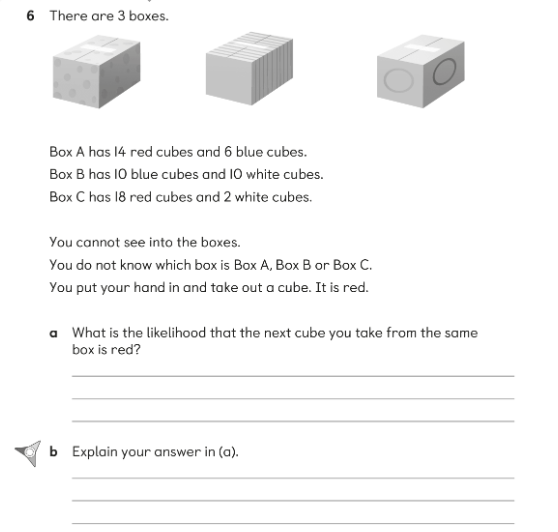 6 There are 3 boxes.
Box A has 14 red cubes and 6 blue cubes.
Box B has 10 blue cubes and 10 white cubes.
Box C has 18 red cubes and 2 white cubes.
You cannot see into the boxes.
You do not know which box is Box A, Box B or Box C.
You put your hand in and take out a cube. It is red.
a What is the likelihood that the next cube you take from the same
box is red?
b Explain your answer in (a).